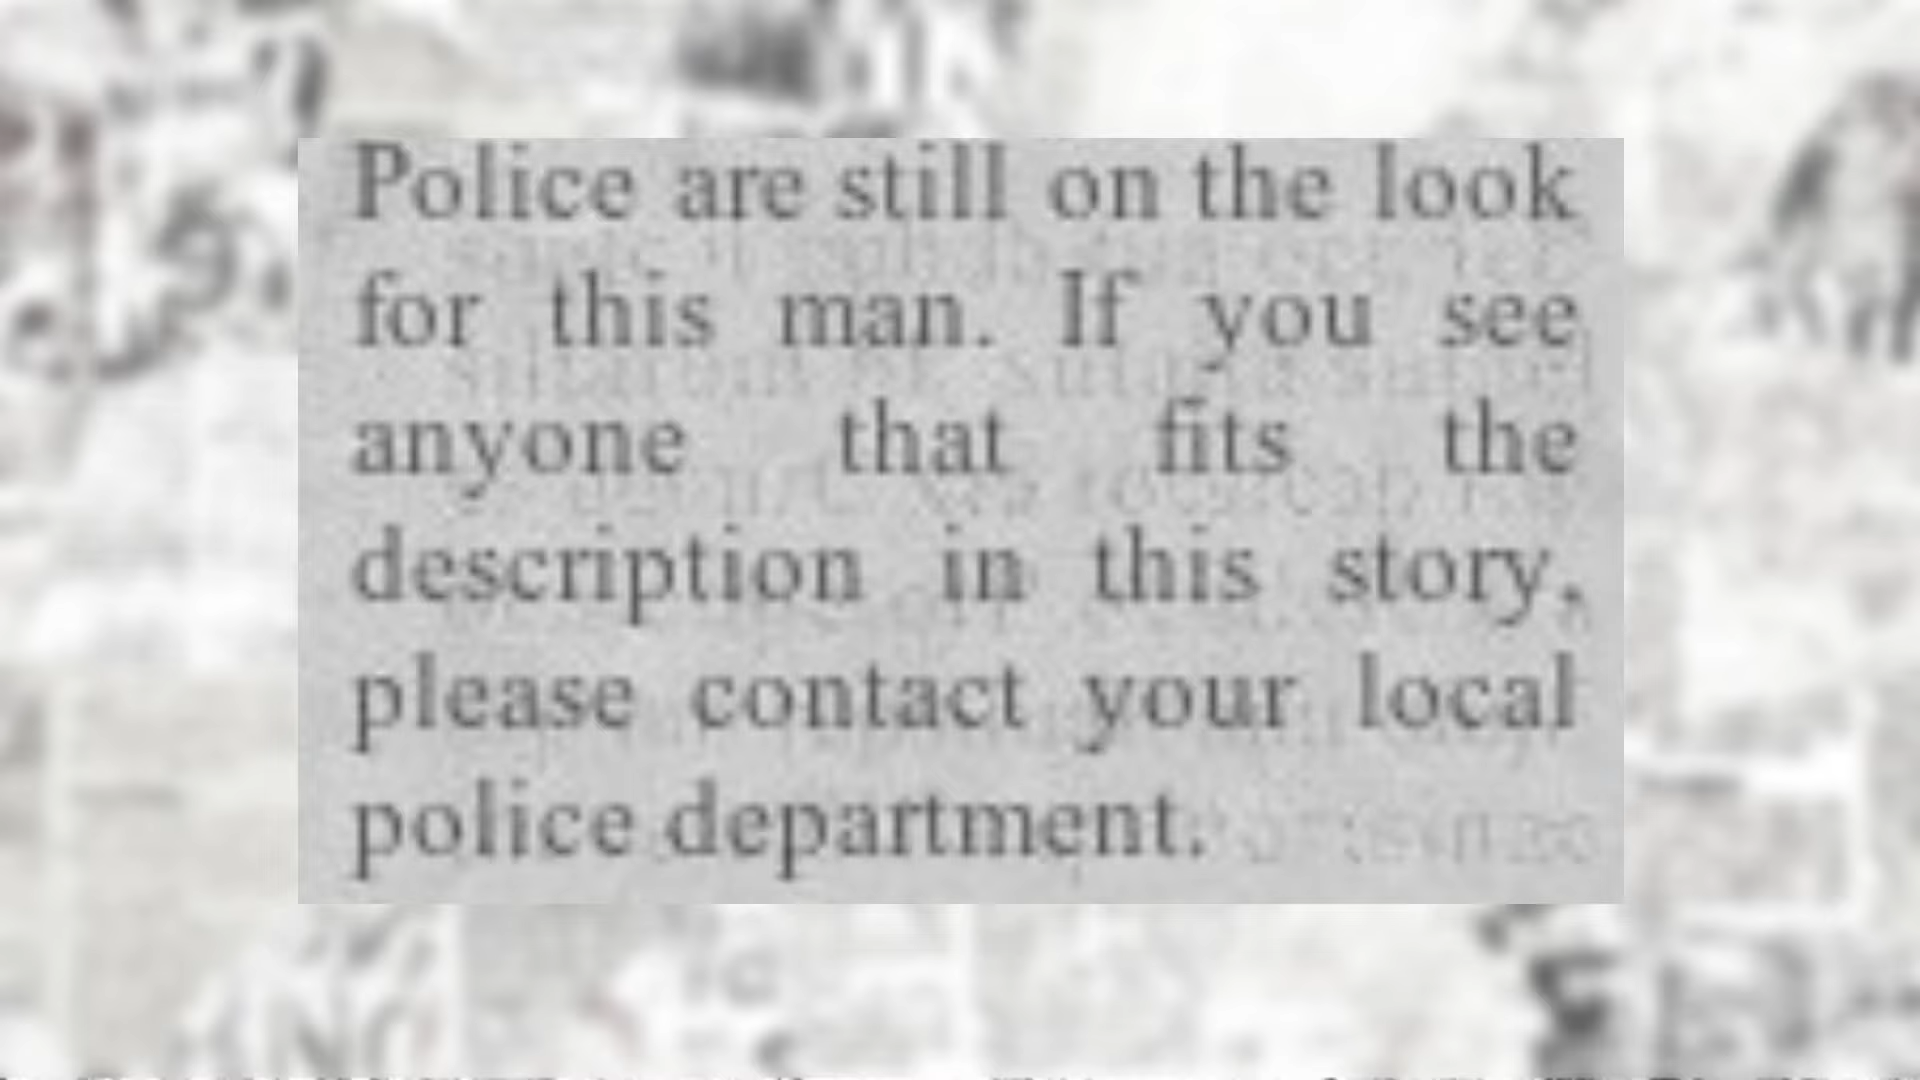 Police are still on the look
for this man. If you see
anyone that fits the
description in this story,
please contact your local
police department.